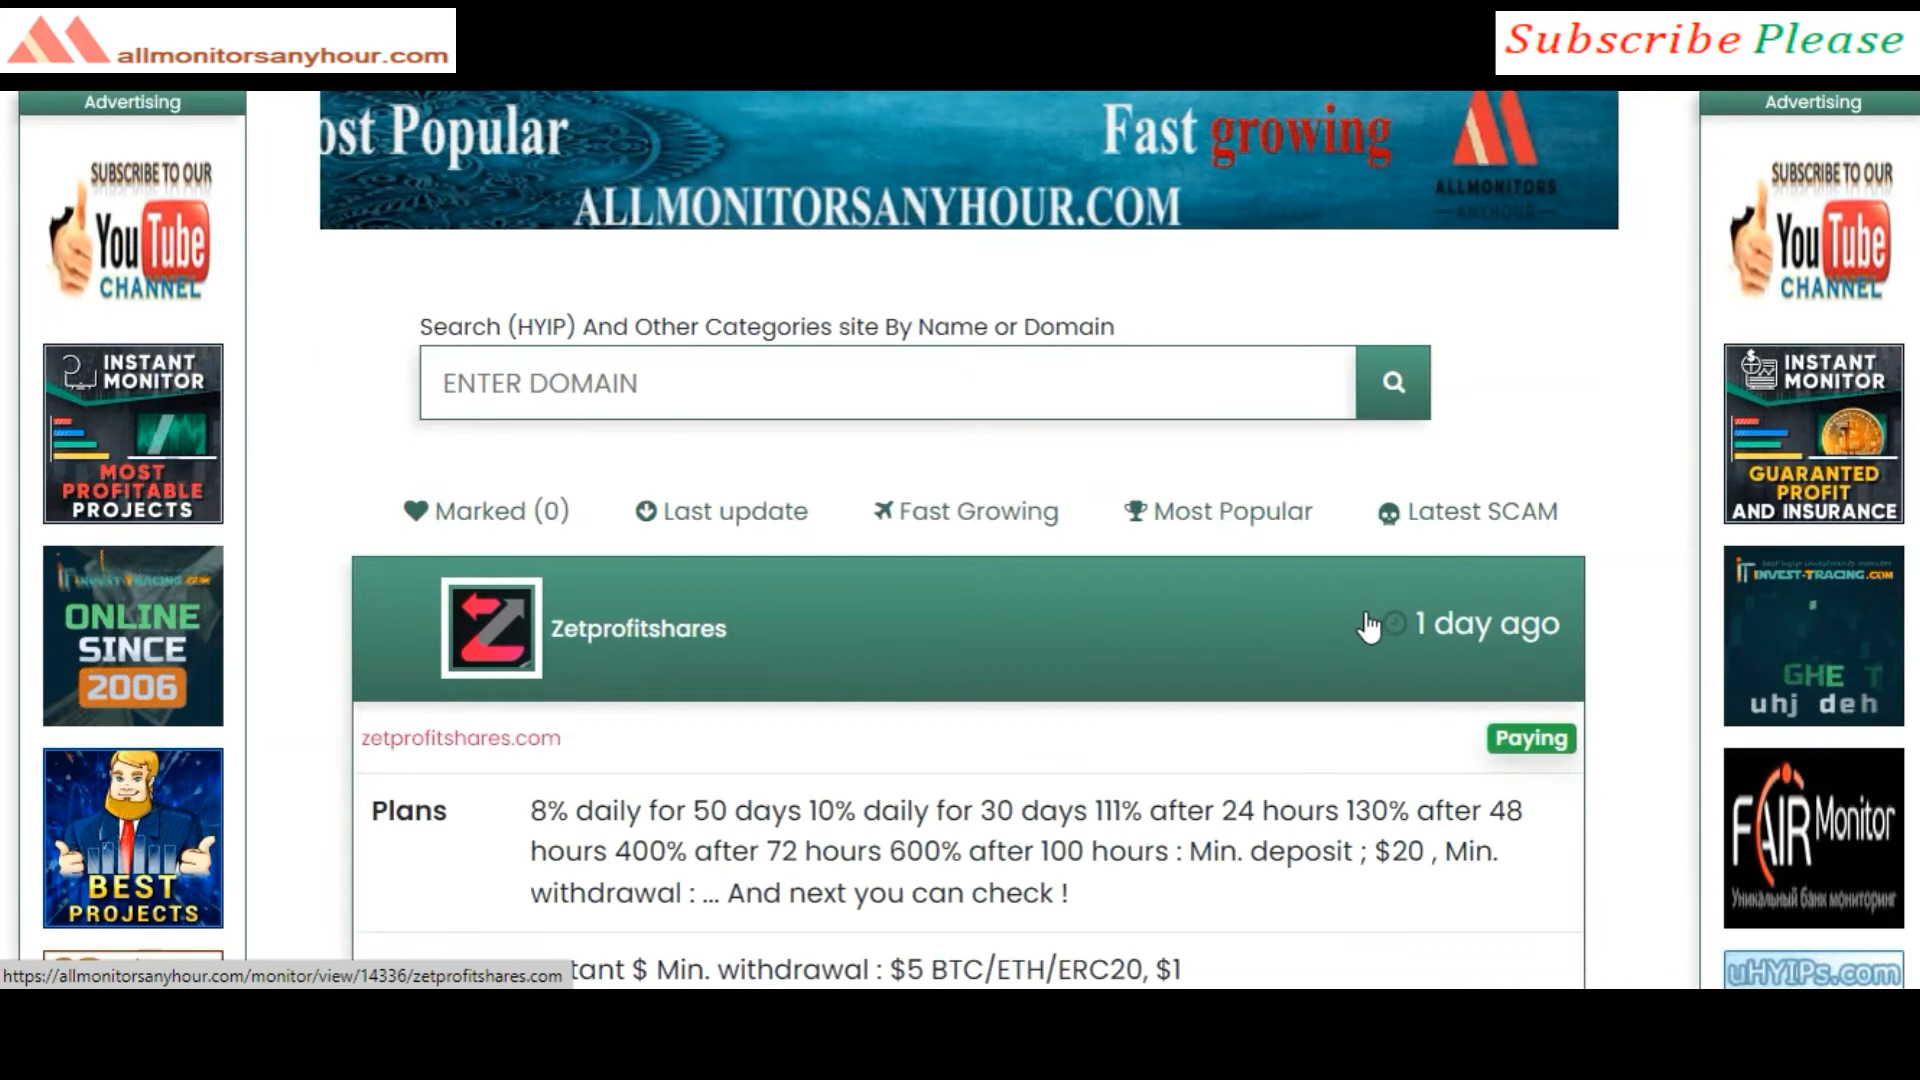 allmonitorsanyhour.com
Subscribe Please
Advertising
Advertising
ost Popular
Fast growing
ALLMONITORSANYHOUR.COM
ALLMONITORS
ANYHOUR
SUBSCRIBE TO OUR
YouTube
CHANNEL
INSTANT
MONITOR
MOST
PROFITABLE
PROJECTS
ONLINE
SINCE
2006
BEST
PROJECTS
Search (HYIP) And Other Categories site By Name or Domain
ENTER DOMAIN
Marked (0)
Last update
Fast Growing
Most Popular
Latest SCAM
Zetprofitshares
1 day ago
zetprofitshares.com
Paying
Plans
8% daily for 50 days 10% daily for 30 days 111% after 24 hours 130% after 48
hours 400% after 72 hours 600% after 100 hours : Min. deposit ; $20 , Min.
withdrawal : ... And next you can check !
tant $ Min. withdrawal : $5 BTC/ETH/ERC20, $1
https://allmonitorsanyhour.com/monitor/view/14336/zetprofitshares.com
SUBSCRIBE TO OUR
YouTube
CHANNEL
INSTANT
MONITOR
GUARANTED
PROFIT
AND INSURANCE
INVEST-TRACING.COM
GHE T
uhj deh
FAIR Monitor
Уникальный банк мониторинг
uHYIPs.com